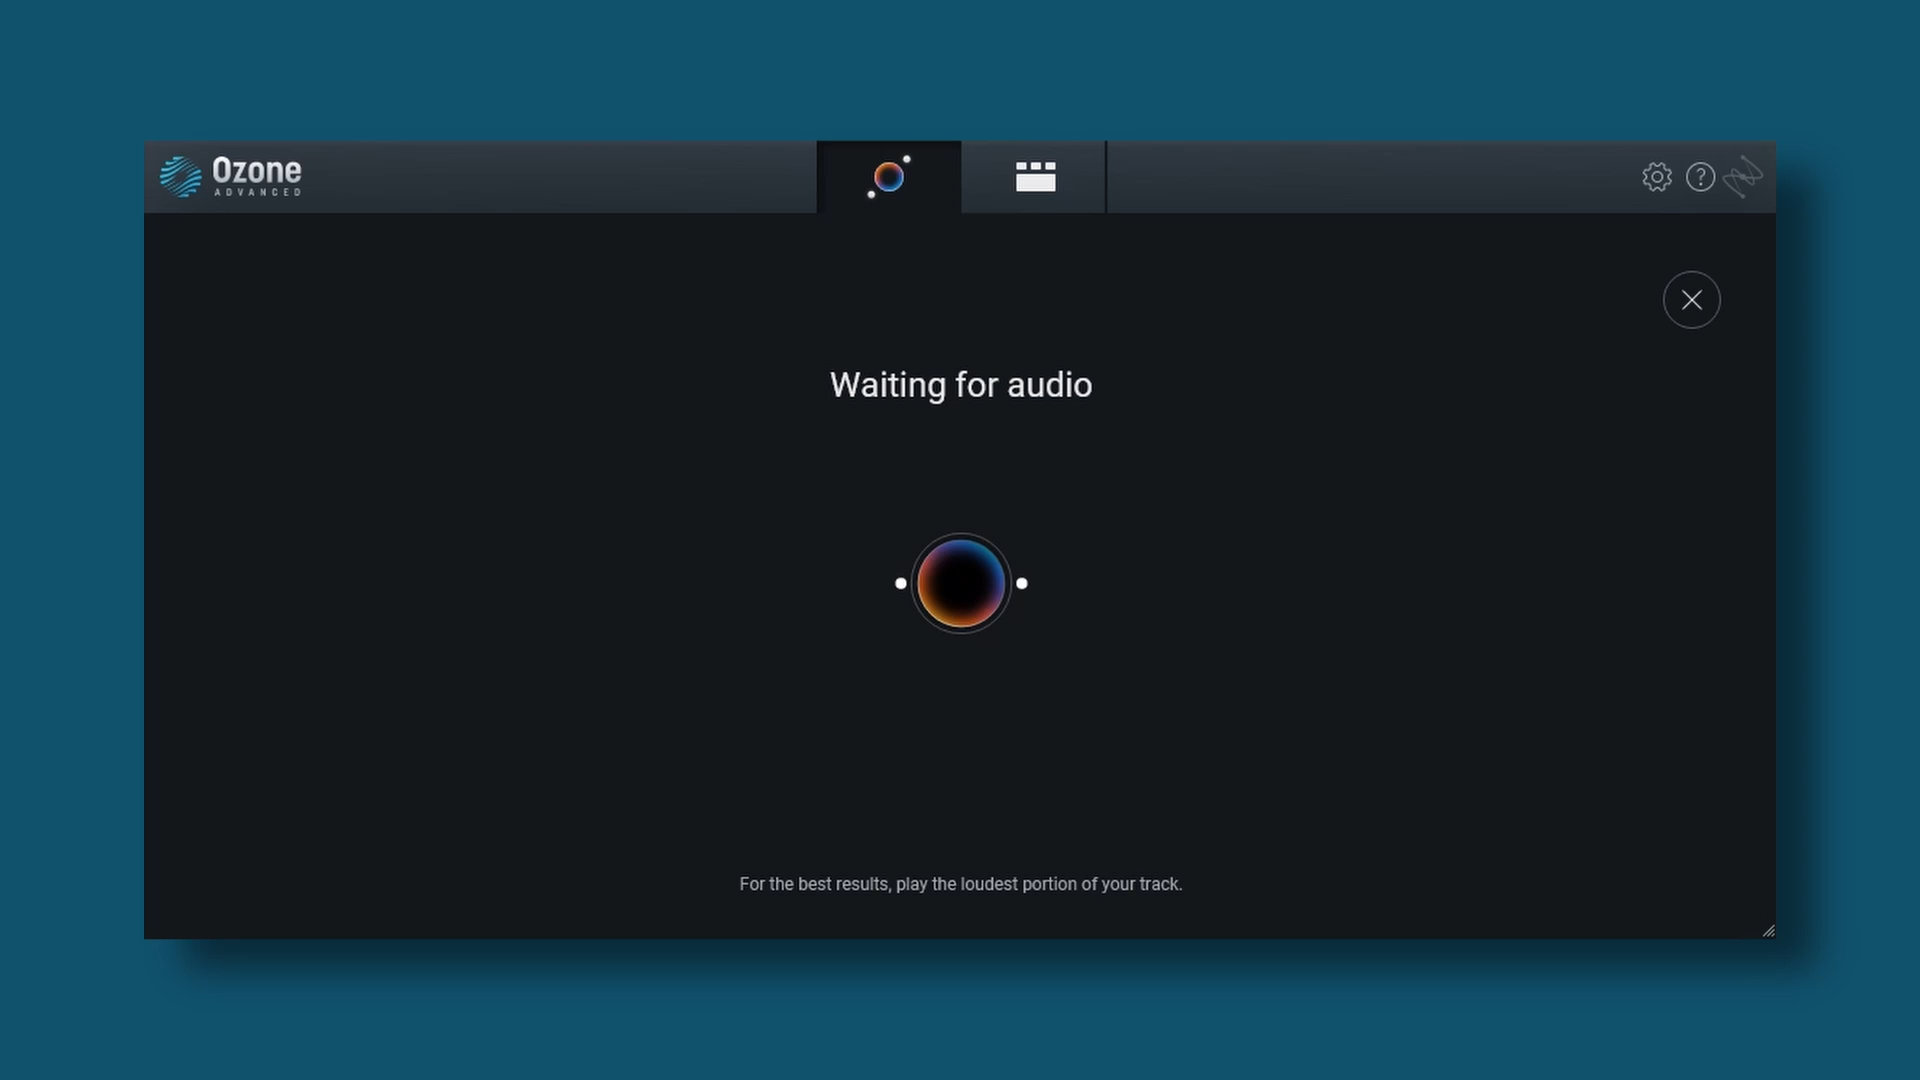 Ozone
ADVANCED
Waiting for audio
For the best results, play the loudest portion of your track.